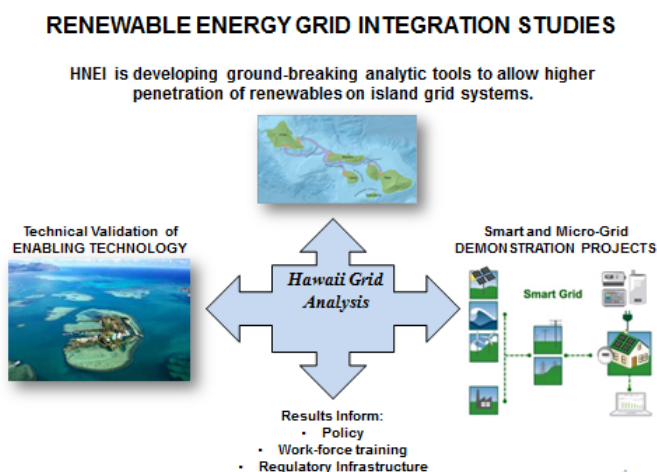 RENEWABLE ENERGY GRID INTEGRATION STUDIES
HNEI is developing ground-breaking analytic tools to allow higher
penetration of renewables on island grid systems.
Technical Validation of
ENABLING TECHNOLOGY
Smart and Micro-Grid
DEMONSTRATION PROJECTS
Hawaii Grid
Analysis
Smart Grid
Results Inform:
• Policy
• Work-force training
• Regulatory Infrastructure